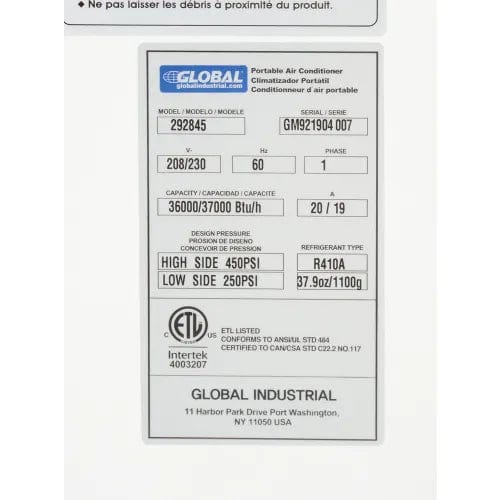 ◆ Ne pas laisser les débris à proximité du produit.
GLOBAL
globalindustrial.com
Portable Air Conditioner
Climatizador Portátil
Conditionneur d'air portable
MODEL / MODELO / MODELE
SERIAL / SERIE
292845
GM921904 007
V~
Hz
PHASE
208/230
60
1
CAPACITY / CAPACIDAD / CAPACITE
A
36000/37000 Btu/h
20 / 19
DESIGN PRESSURE
PROSION DE DISENO
CONCEVOIR DE PRESSION
REFRIGERANT TYPE
HIGH SIDE 450PSI
R410A
LOW SIDE 250PSI
37.9oz/1100g
C ETL US
ETL LISTED
CONFORMS TO ANSI/UL STD 484
CERTIFIED TO CAN/CSA STD C22.2 NO.117
Intertek
4003207
GLOBAL INDUSTRIAL
11 Harbor Park Drive Port Washington,
NY 11050 USA